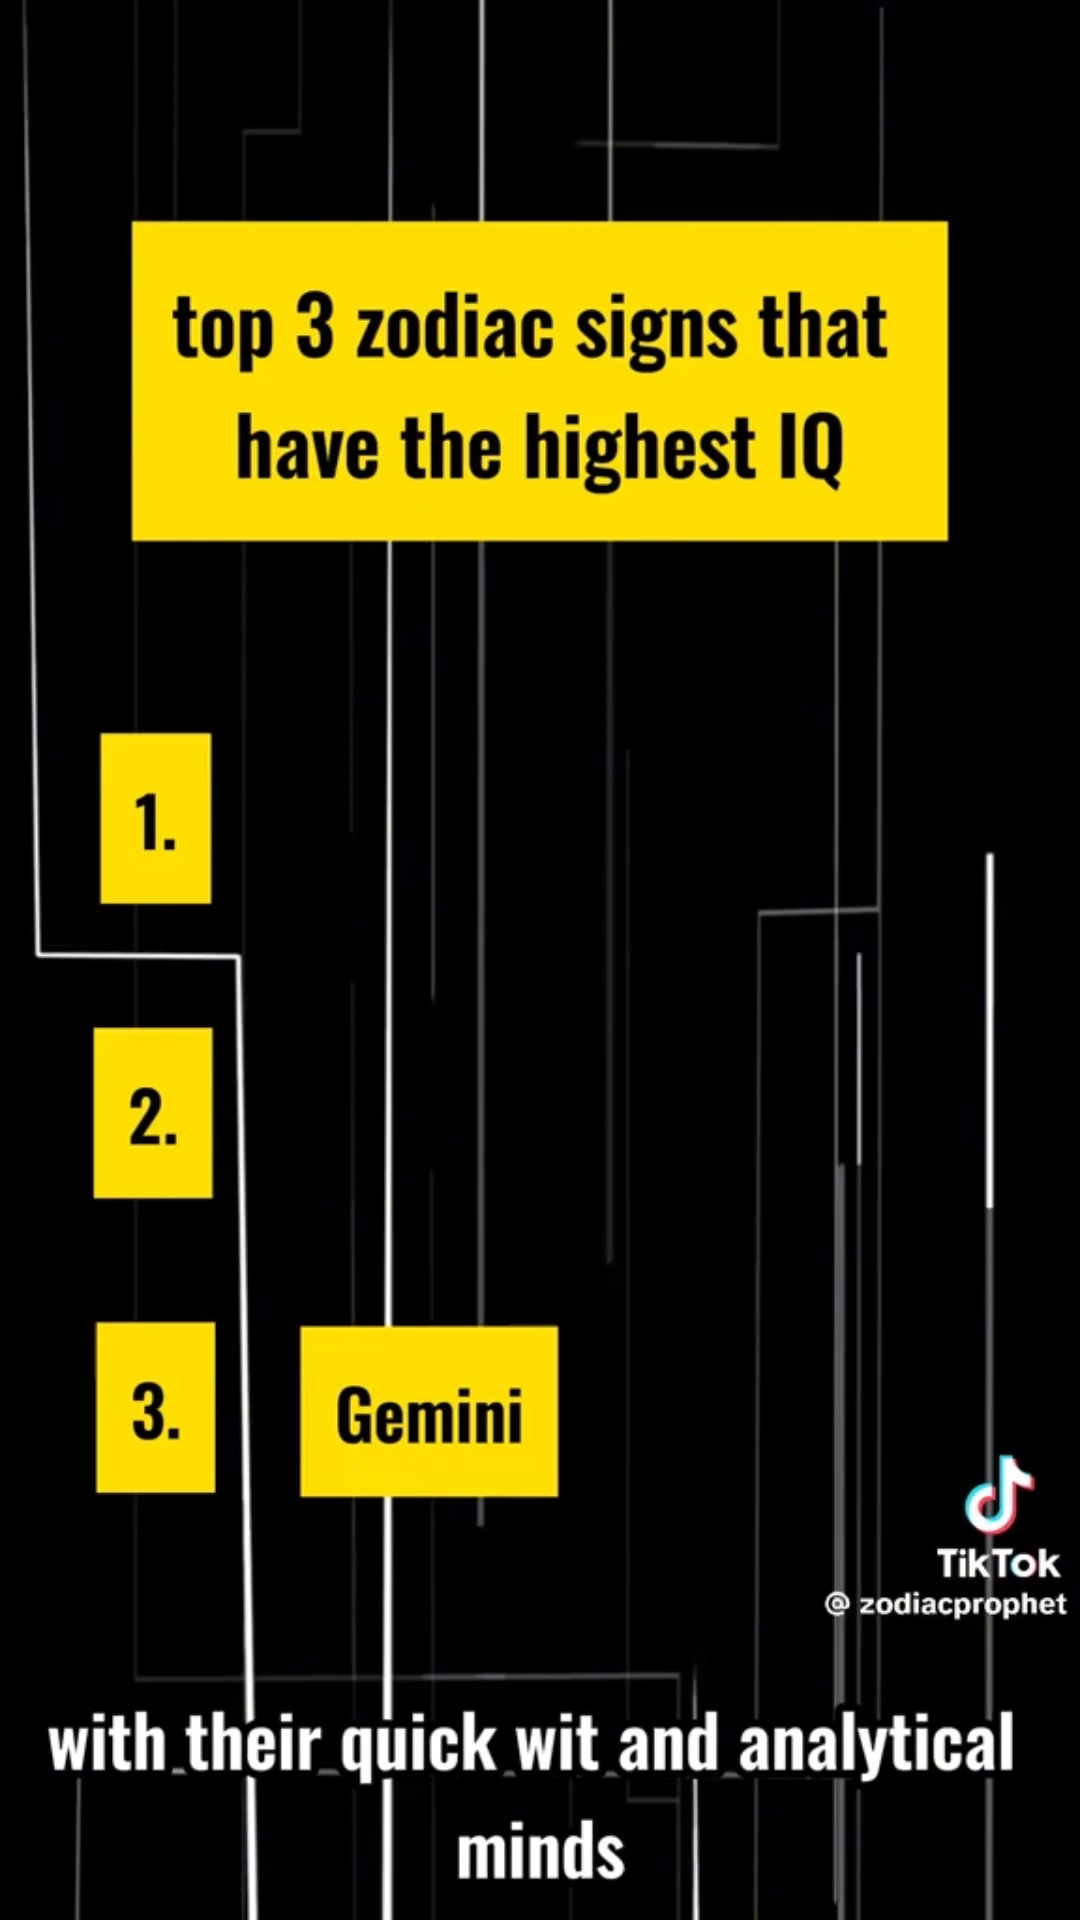 top 3 zodiac signs that
have the highest IQ
1.
2.
3.
Gemini
TikTok
@ zodiacprophet
with their quick wit and analytical
minds